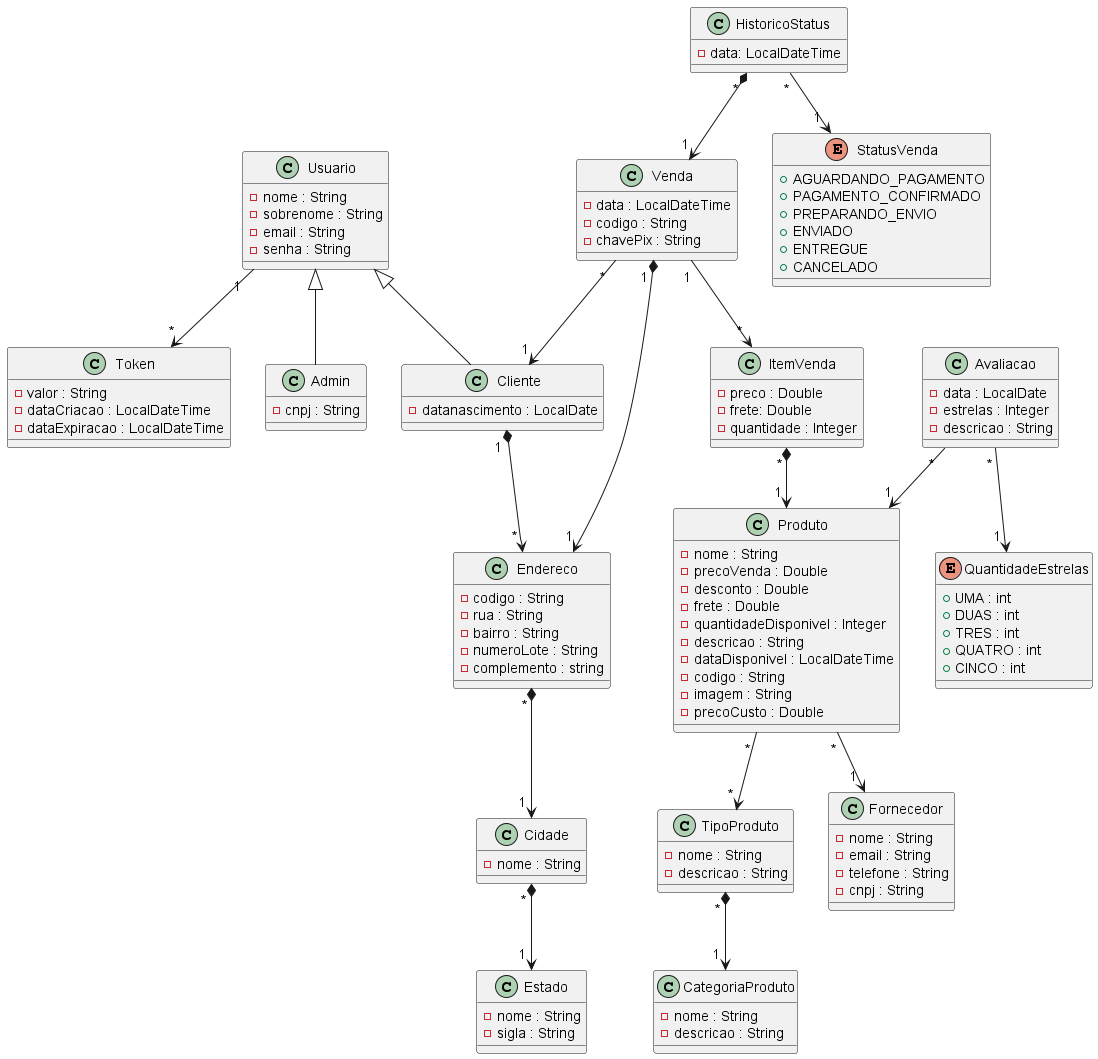 C HistoricoStatus
data: LocalDateTime
*
*
1
1
E StatusVenda
AGUARDANDO_PAGAMENTO
PAGAMENTO_CONFIRMADO
PREPARANDO_ENVIO
ENVIADO
ENTREGUE
CANCELADO
C Usuario
nome : String
sobrenome : String
email : String
senha : String
C Venda
data : LocalDateTime
codigo : String
chavePix : String
1
*
*
1
1
1
*
C Token
valor : String
dataCriacao : LocalDateTime
dataExpiracao : LocalDateTime
C Admin
cnpj : String
C Cliente
datanascimento : LocalDate
C ItemVenda
preco : Double
frete: Double
quantidade : Integer
C Avaliacao
data : LocalDate
estrelas : Integer
descricao : String
1
*
1
*
1
*
1
*
1
C Endereco
codigo : String
rua : String
bairro : String
numeroLote : String
complemento : string
C Produto
nome : String
precoVenda : Double
desconto : Double
frete : Double
quantidadeDisponivel : Integer
descricao : String
dataDisponivel : LocalDateTime
codigo : String
imagem : String
precoCusto : Double
E QuantidadeEstrelas
UMA : int
DUAS : int
TRES : int
QUATRO : int
CINCO : int
*
1
*
*
*
1
C Cidade
nome : String
C TipoProduto
nome : String
descricao : String
C Fornecedor
nome : String
email : String
telefone : String
cnpj : String
*
1
*
1
C Estado
nome : String
sigla : String
C CategoriaProduto
nome : String
descricao : String